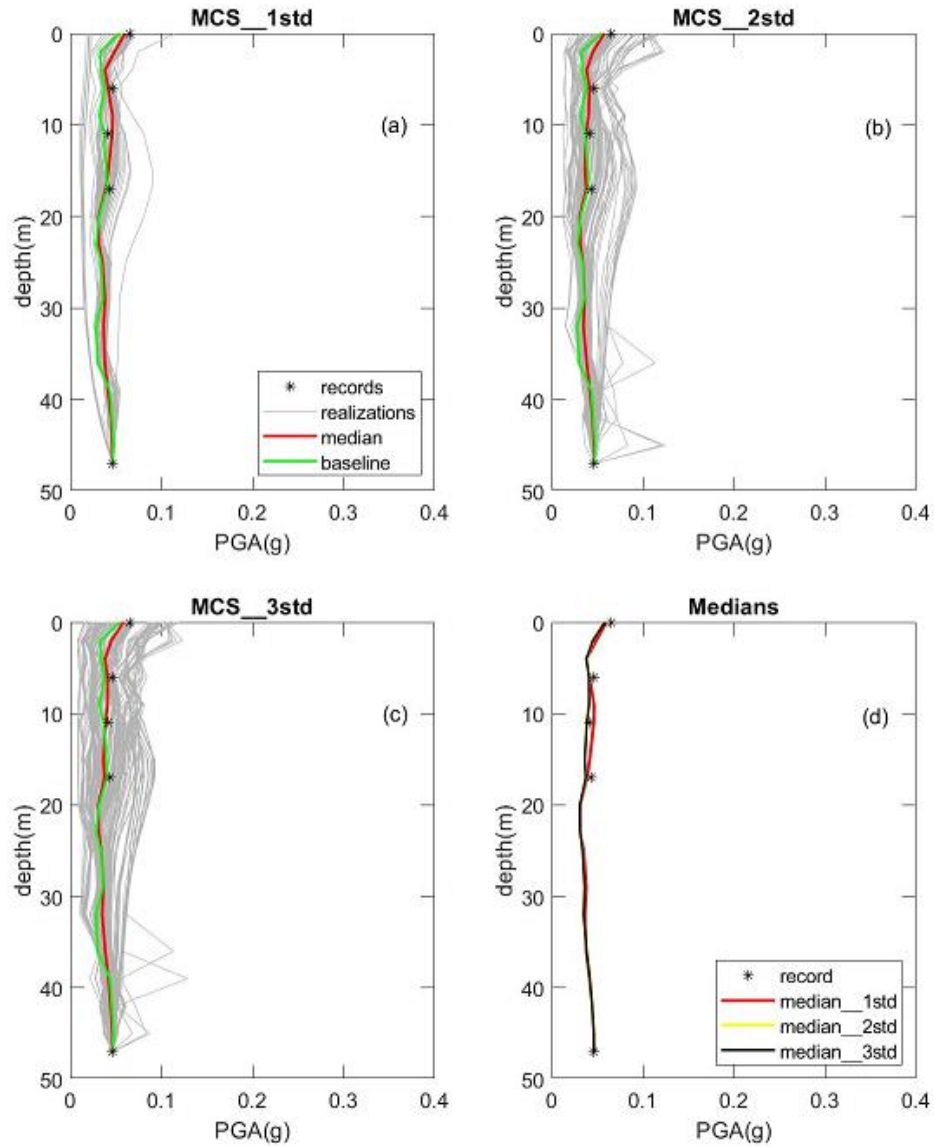 MCS__1std
0
10
20
30
40
50
depth(m)
(a)
records
realizations
median
baseline
0 0.1 0.2 0.3 0.4
PGA(g)
MCS__2std
0
10
20
30
40
50
depth(m)
(b)
0 0.1 0.2 0.3 0.4
PGA(g)
MCS__3std
0
10
20
30
40
50
depth(m)
(c)
0 0.1 0.2 0.3 0.4
PGA(g)
Medians
0
10
20
30
40
50
depth(m)
(d)
record
median__1std
median__2std
median__3std
0 0.1 0.2 0.3 0.4
PGA(g)